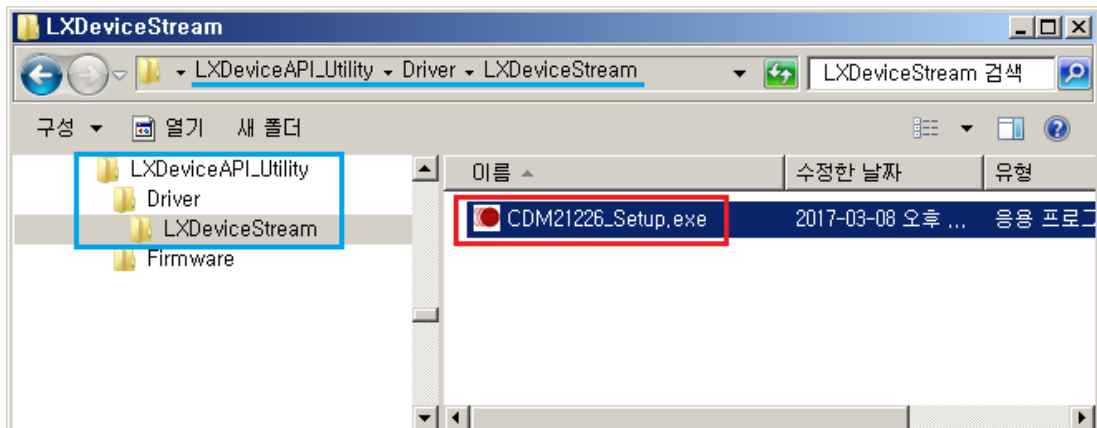 LXDeviceStream
LXDeviceAPI_Utility Driver LXDeviceStream
LXDeviceStream 검색
구성 열기 새 폴더
LXDeviceAPI_Utility
Driver
LXDeviceStream
Firmware
이름 수정한 날짜 유형
CDM21226_Setup.exe 2017-03-08 오후 ... 응용 프로그